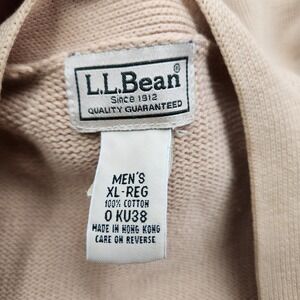 L.L.Bean®
Since 1912
QUALITY GUARANTEED
MEN'S
XL-REG
100% COTTON
0 KU38
MADE IN HONG KONG
CARE ON REVERSE